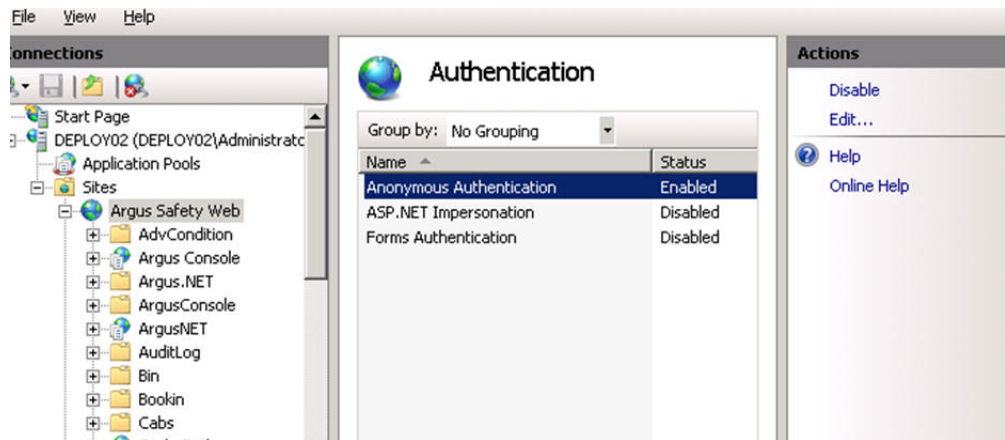 File View Help
onnections
Start Page
DEPLOY02 (DEPLOY02\Administratc
Application Pools
Sites
Argus Safety Web
AdvCondition
Argus Console
Argus.NET
ArgusConsole
ArgusNET
AuditLog
Bin
Bookin
Cabs
Authentication
Group by: No Grouping
Name Status
Anonymous Authentication Enabled
ASP.NET Impersonation Disabled
Forms Authentication Disabled
Actions
Disable
Edit...
Help
Online Help